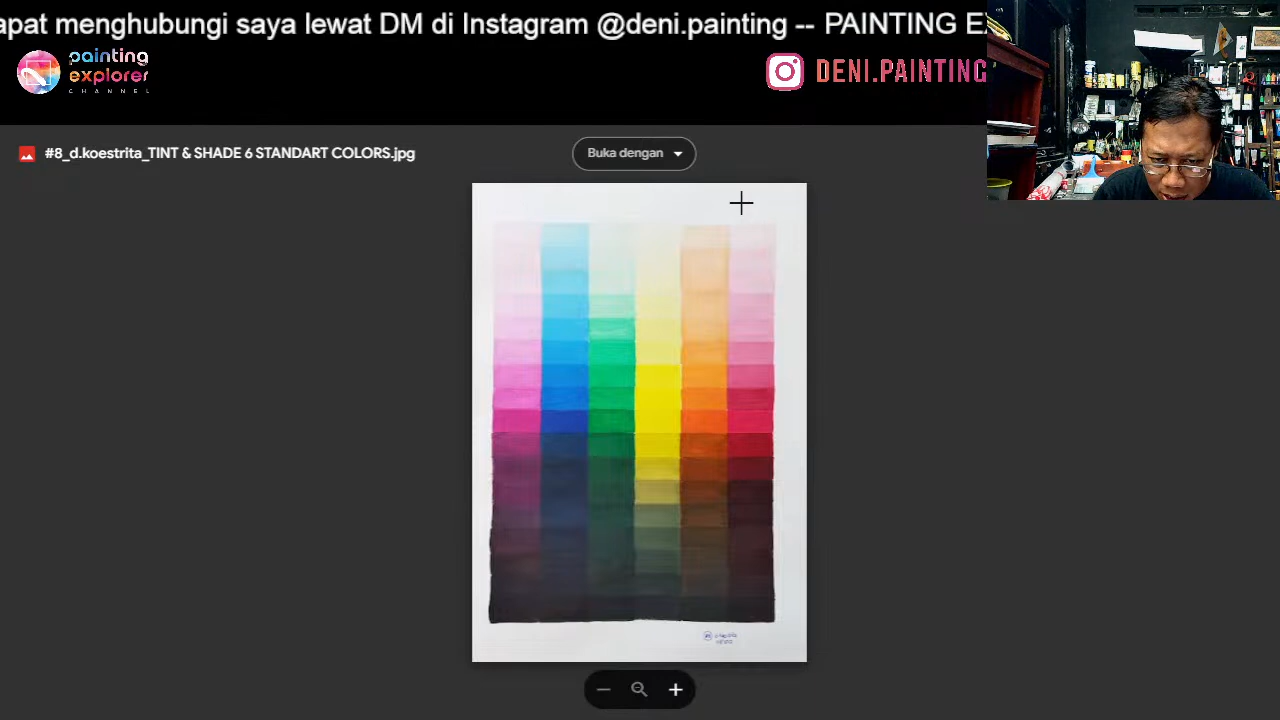 apat menghubungi saya lewat DM di Instagram @deni.painting -- PAINTING E
painting
explorer
CHANNEL
DENI.PAINTING
#8_d.koestrita_TINT & SHADE 6 STANDART COLORS.jpg
Buka dengan